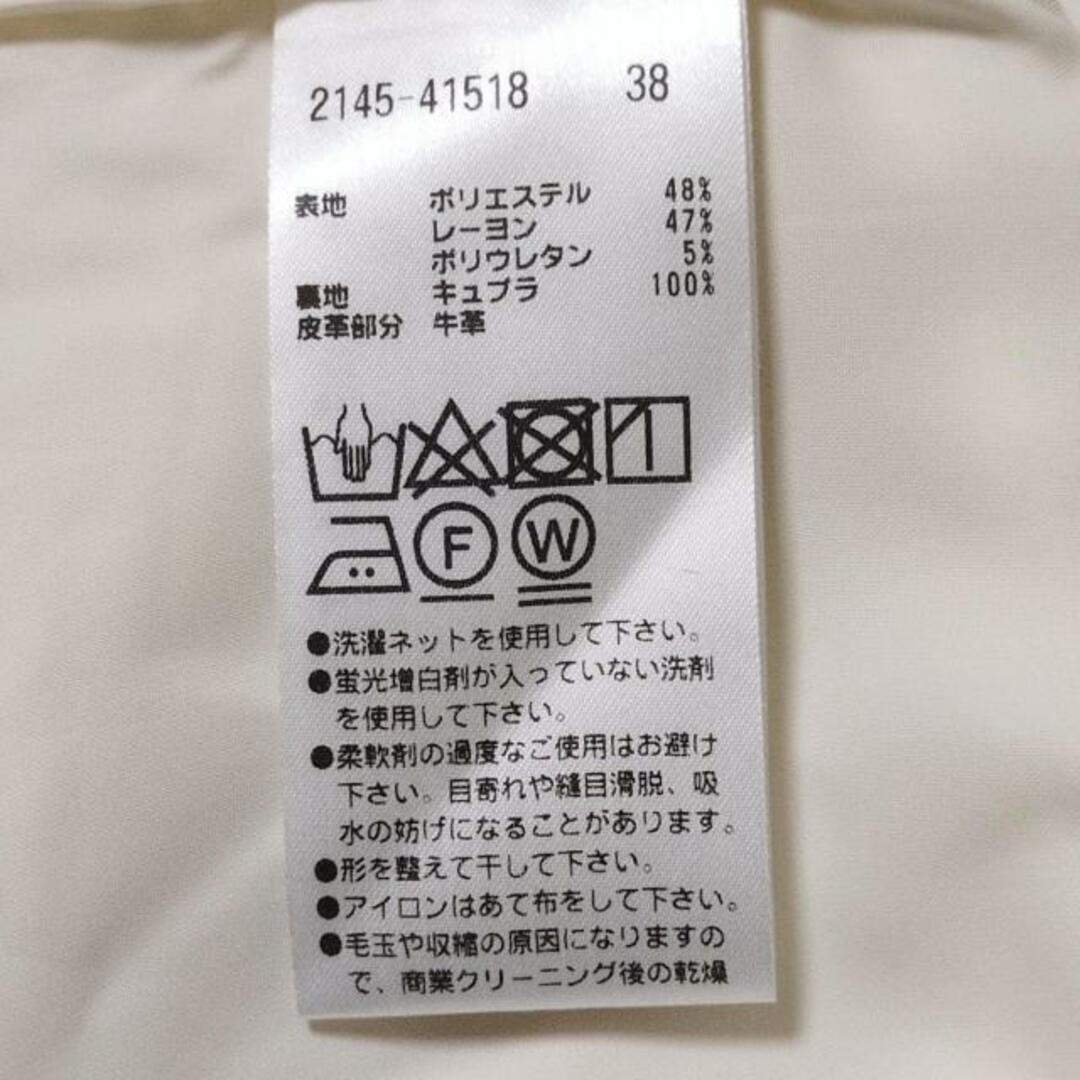 2145-41518 38
表地 ポリエステル 48%
レーヨン 47%
ポリウレタン 5%
裏地 キュプラ 100%
皮革部分 牛革
F W
●洗濯ネットを使用して下さい。
●蛍光増白剤が入っていない洗剤
を使用して下さい。
●柔軟剤の過度なご使用はお避け
下さい。目寄れや縫目滑脱、吸
水の妨げになることがあります。
●形を整えて干して下さい。
●アイロンはあて布をして下さい。
●毛玉や収縮の原因になりますの
で、商業クリーニング後の乾燥